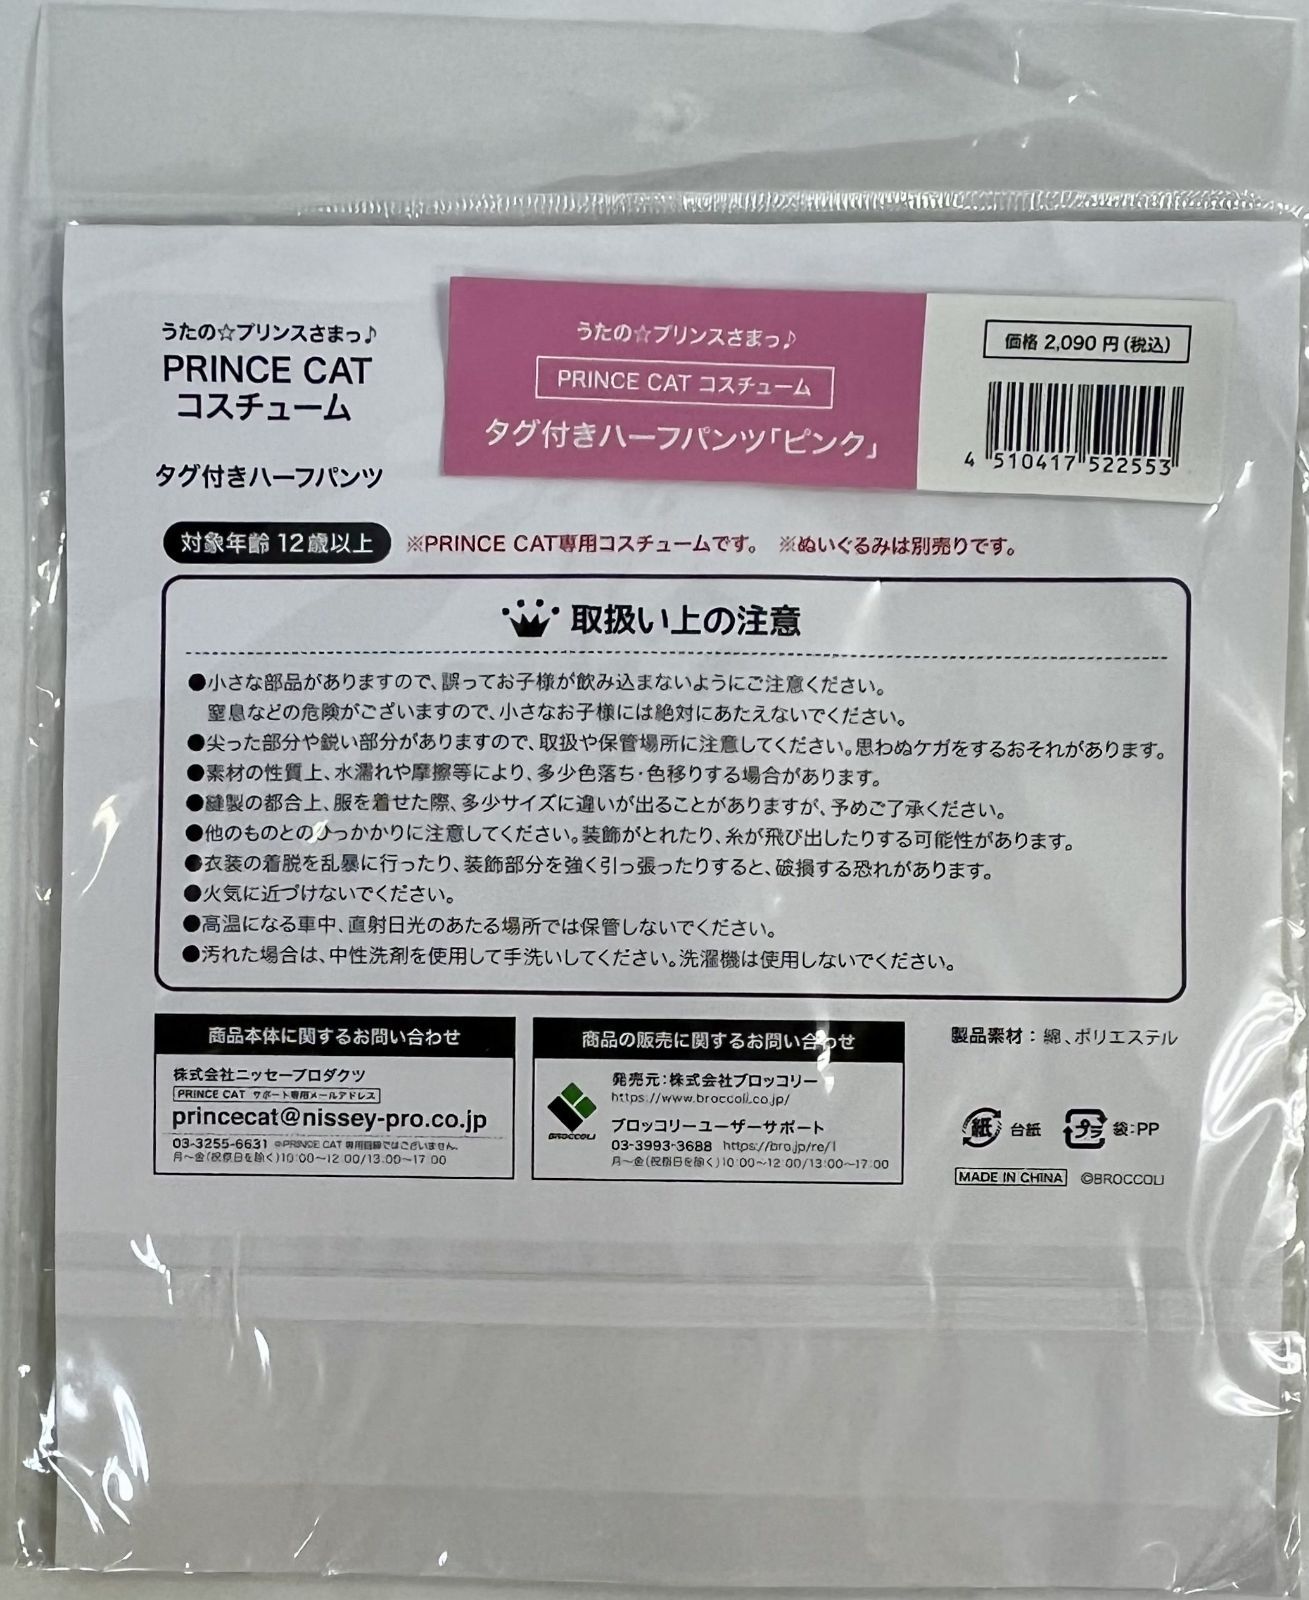 うたの☆プリンスさまっ♪
PRINCE CAT
コスチューム
タグ付きハーフパンツ
うたの☆プリンスさまっ♪
PRINCE CAT コスチューム
タグ付きハーフパンツ「ピンク」
価格 2,090 円 (税込)
4 510417 522553
対象年齢 12歳以上 ※PRINCE CAT専用コスチュームです。 ※ぬいぐるみは別売りです。
取扱い上の注意
●小さな部品がありますので、誤ってお子様が飲み込まないようにご注意ください。
窒息などの危険がございますので、小さなお子様には絶対にあたえないでください。
●尖った部分や鋭い部分がありますので、取扱や保管場所に注意してください。思わぬケガをするおそれがあります。
●素材の性質上、水濡れや摩擦等により、多少色落ち・色移りする場合があります。
●縫製の都合上、服を着せた際、多少サイズに違いが出ることがありますが、予めご了承ください。
●他のものとのひっかかりに注意してください。装飾がとれたり、糸が飛び出したりする可能性があります。
●衣装の着脱を乱暴に行ったり、装飾部分を強く引っ張ったりすると、破損する恐れがあります。
●火気に近づけないでください。
●高温になる車中、直射日光のあたる場所では保管しないでください。
●汚れた場合は、中性洗剤を使用して手洗いしてください。洗濯機は使用しないでください。
商品本体に関するお問い合わせ
株式会社ニッセープロダクツ
PRINCE CAT サポート専用メールアドレス
princecat@nissey-pro.co.jp
03-3255-6631 ※PRINCE CAT 専用回線ではございません。
月～金(祝祭日を除く)10:00～12:00/13:00～17:00
商品の販売に関するお問い合わせ
BROCCOLI
発売元：株式会社ブロッコリー
https://www.broccoli.co.jp/
ブロッコリーユーザーサポート
03-3993-3688 https://bro.jp/re/1
月～金(祝祭日を除く)10:00～12:00/13:00～17:00
製品素材：綿、ポリエステル
紙 台紙 プラ 袋：PP
MADE IN CHINA ©BROCCOLI